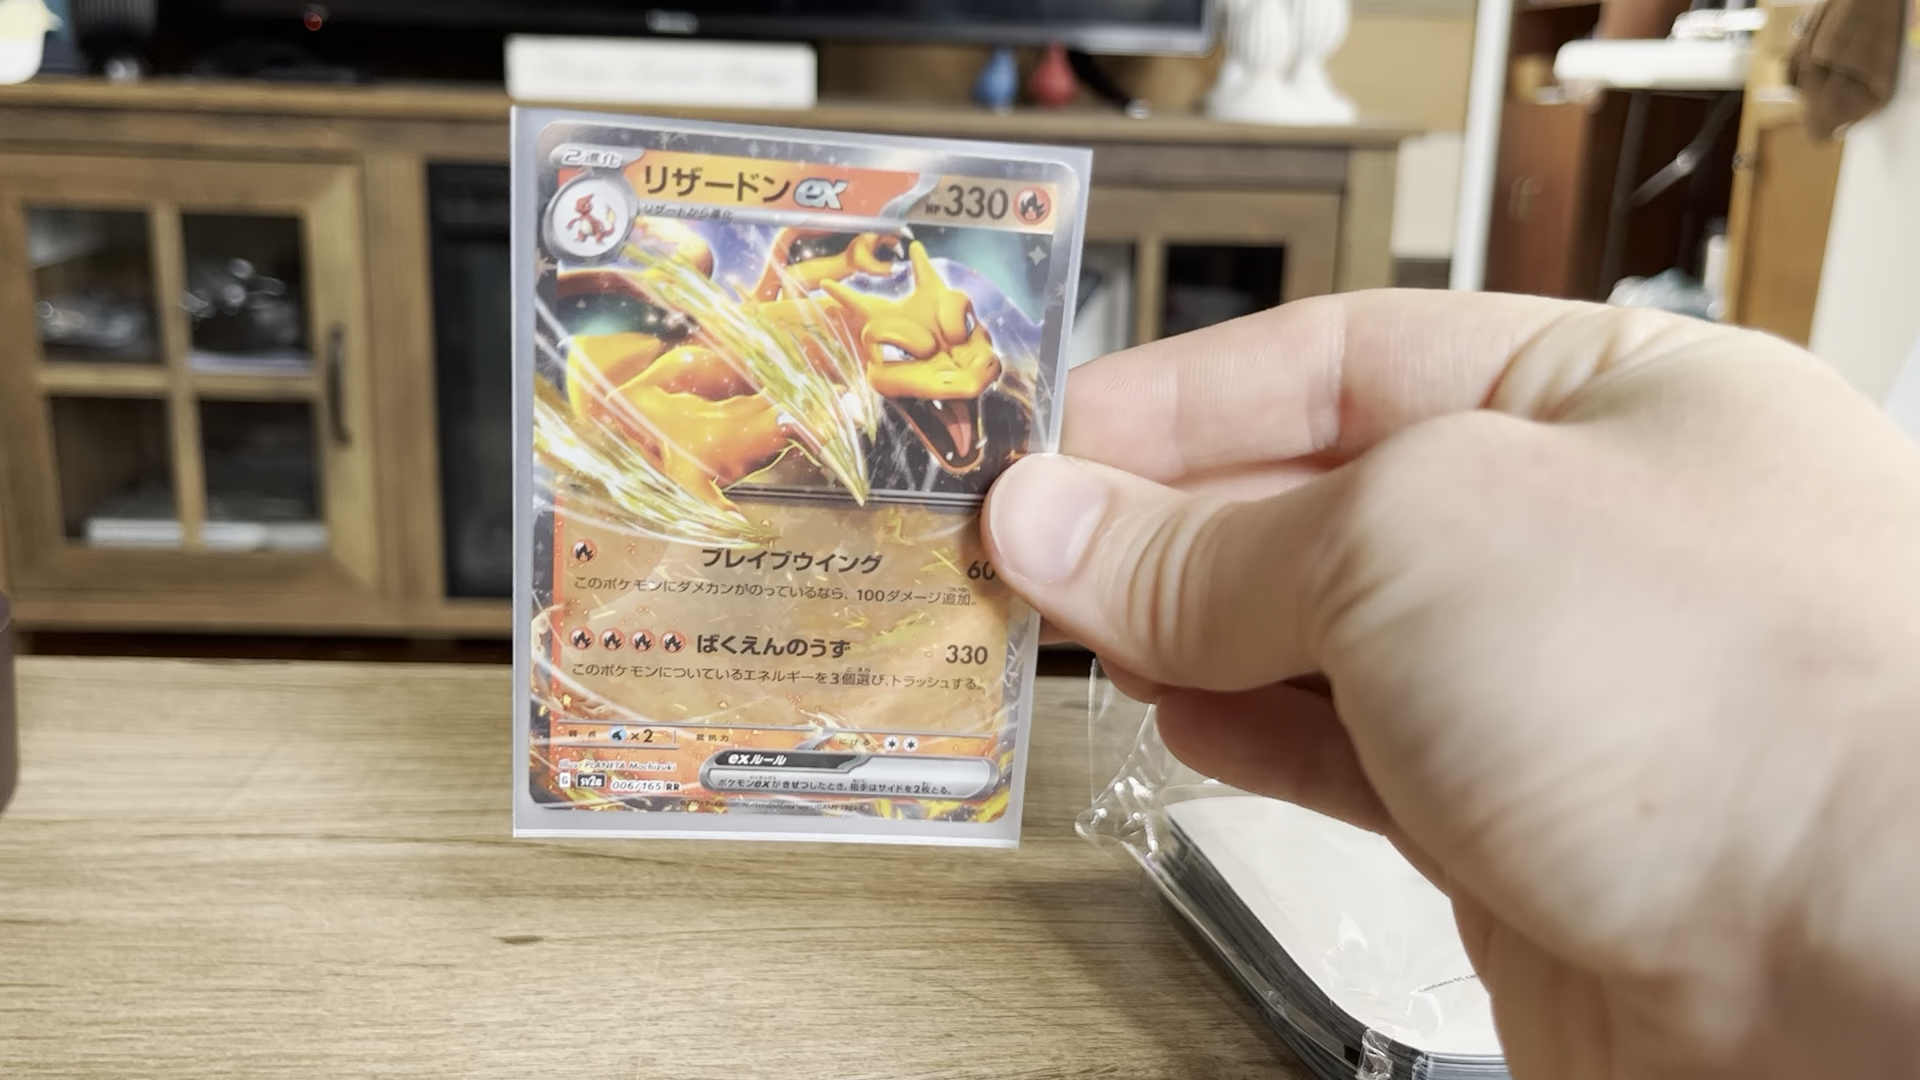 2進化
リザードンex HP 330
リザードから進化
ブレイブウイング 60
このポケモンにダメカンがのっているなら、100ダメージ追加。
ばくえんのうず 330
このポケモンについているエネルギーを3個選び、トラッシュする。
弱点 ×2 抵抗力 にげる
exルール
ポケモンexがきぜつしたとき、相手はサイドを2枚とる。
Illus. PLANETA Mochizuki
G sv2a 006/165 RR